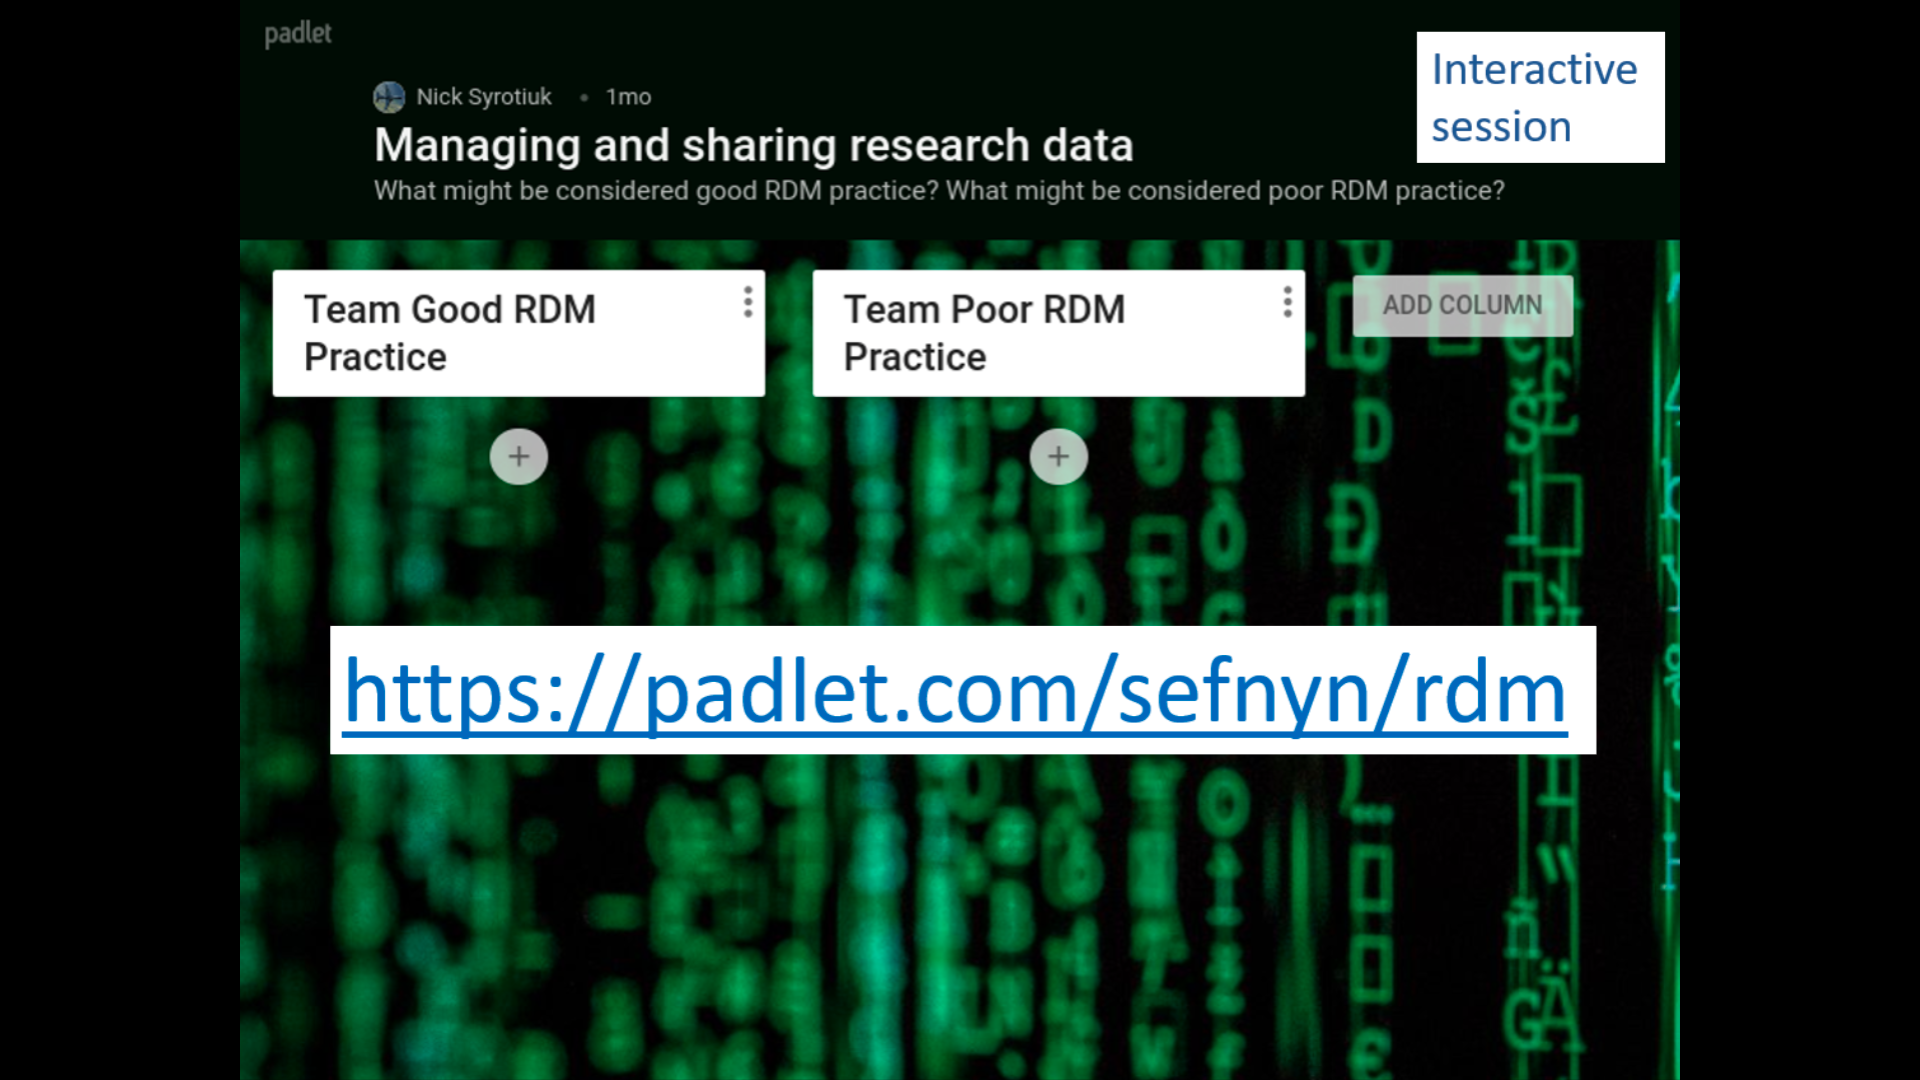 padlet
Interactive
session
Nick Syrotiuk • 1mo
Managing and sharing research data
What might be considered good RDM practice? What might be considered poor RDM practice?
Team Good RDM
Practice
Team Poor RDM
Practice
ADD COLUMN
+
+
https://padlet.com/sefnyn/rdm